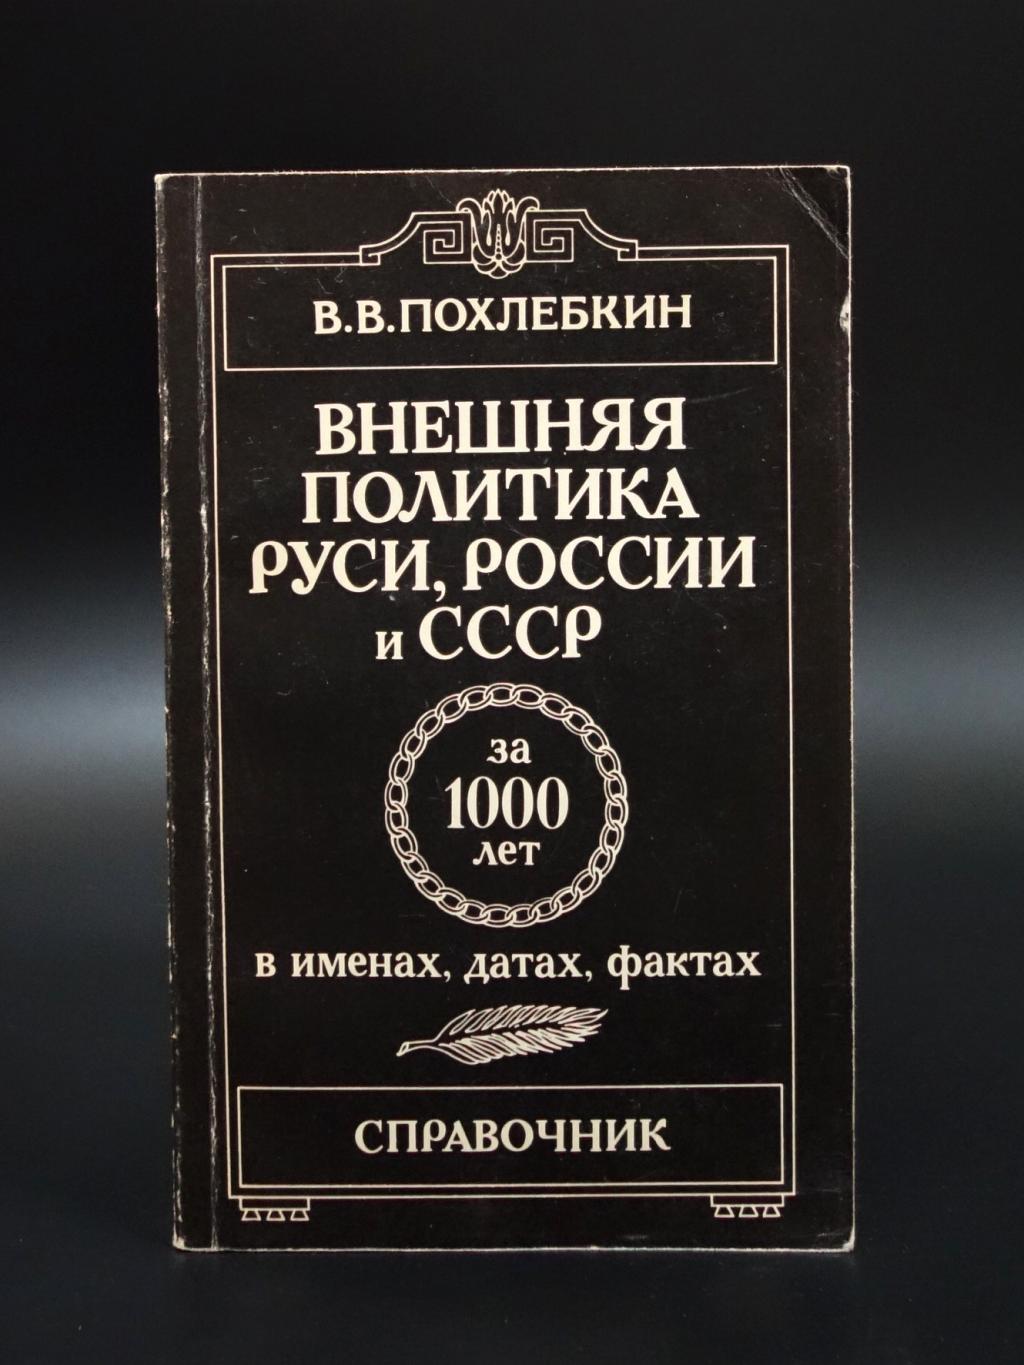 В.В.ПОХЛЕБКИН
ВНЕШНЯЯ
ПОЛИТИКА
РУСИ, РОССИИ
и СССР
за
1000
лет
в именах, датах, фактах
СПРАВОЧНИК